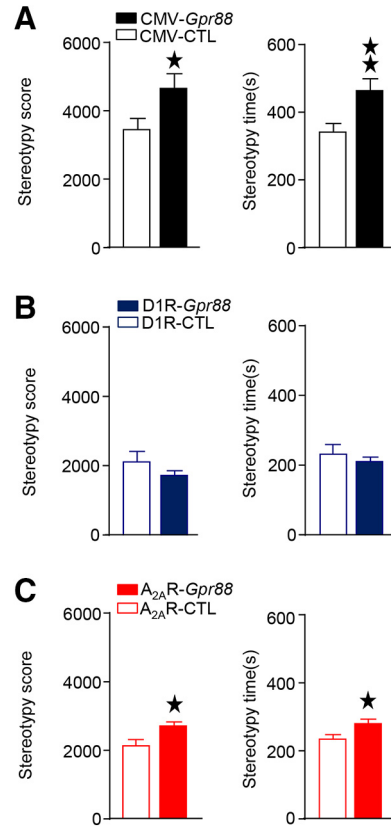 A
CMV-Gpr88
CMV-CTL
Stereotypy score
6000
4000
2000
0
Stereotypy time(s)
600
400
200
0
B
D1R-Gpr88
D1R-CTL
Stereotypy score
6000
4000
2000
0
Stereotypy time(s)
600
400
200
0
C
A2AR-Gpr88
A2AR-CTL
Stereotypy score
6000
4000
2000
0
Stereotypy time(s)
600
400
200
0